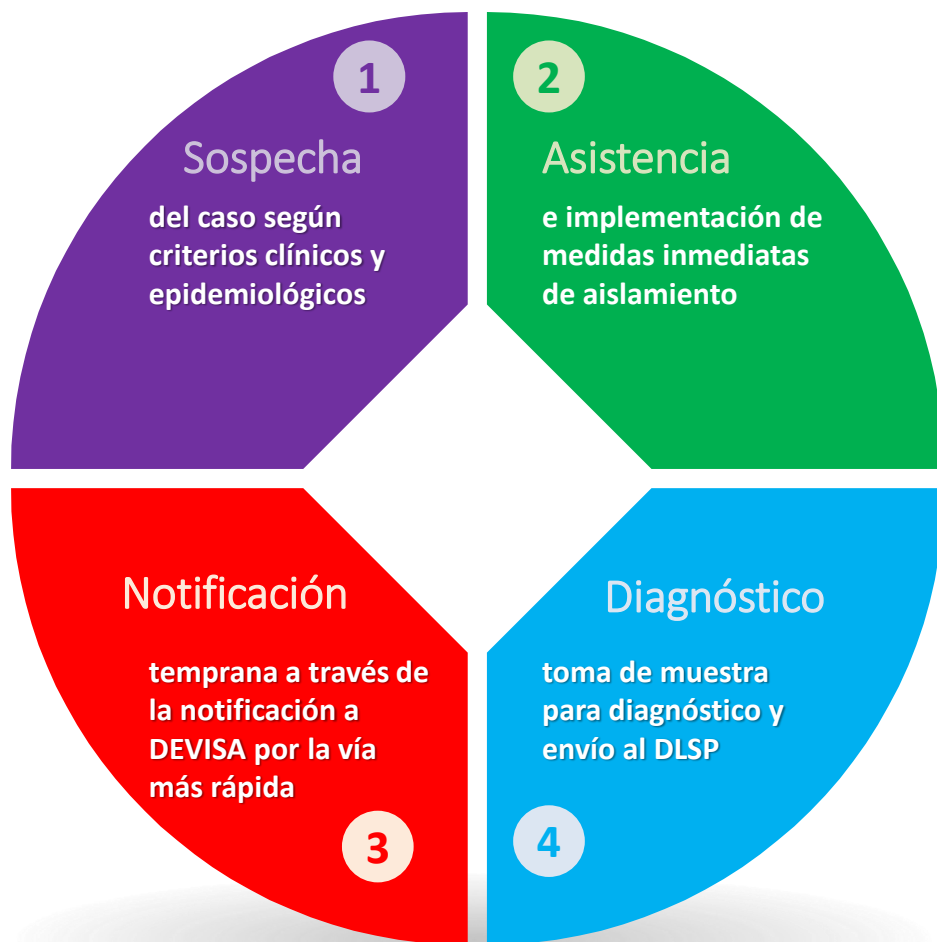 1
Sospecha
del caso según
criterios clínicos y
epidemiológicos
2
Asistencia
e implementación de
medidas inmediatas
de aislamiento
Notificación
temprana a través de
la notificación a
DEVISA por la vía
más rápida
3
Diagnóstico
toma de muestra
para diagnóstico y
envío al DLSP
4